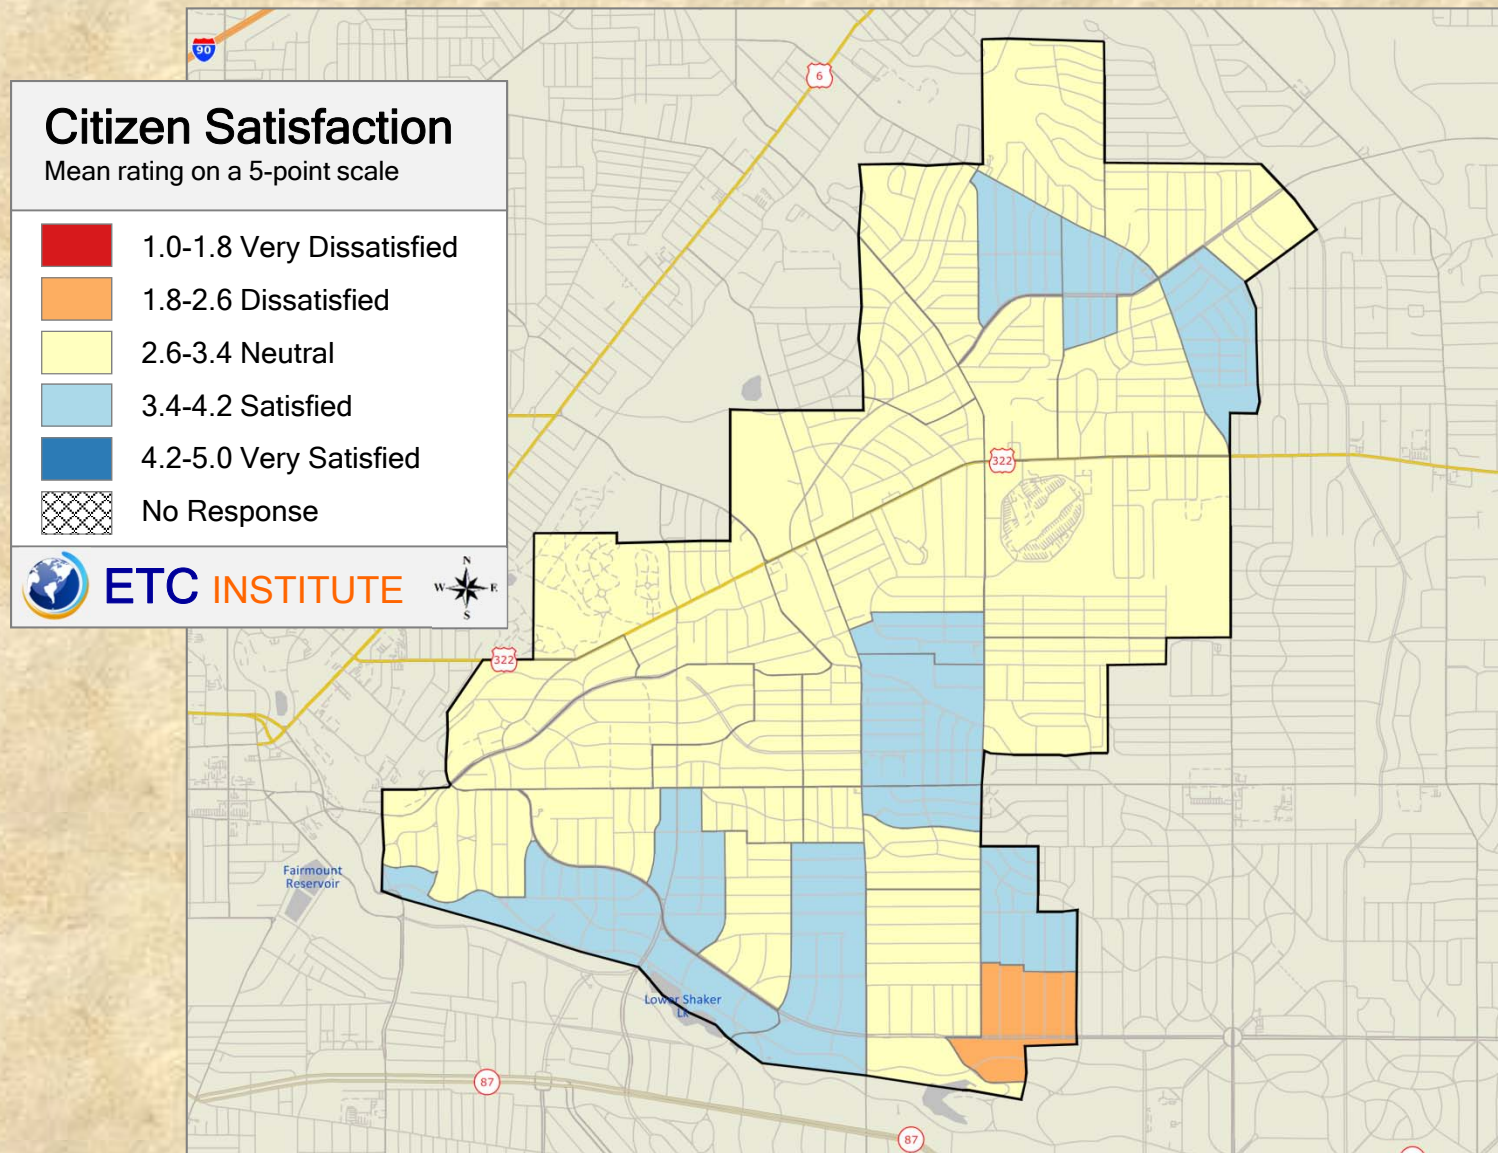 90
6
Citizen Satisfaction
Mean rating on a 5-point scale
1.0-1.8 Very Dissatisfied
1.8-2.6 Dissatisfied
2.6-3.4 Neutral
3.4-4.2 Satisfied
4.2-5.0 Very Satisfied
No Response
ETC INSTITUTE
N
W E
S
322
322
Fairmount
Reservoir
Lower Shaker
Lk
87
87